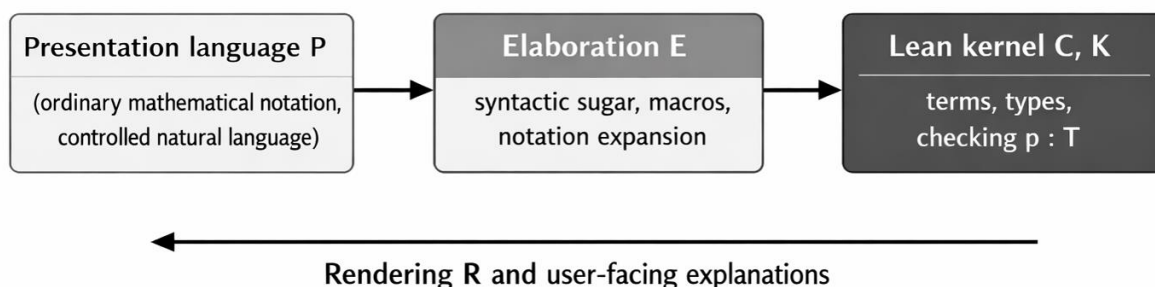 Presentation language P
(ordinary mathematical notation,
controlled natural language)
Elaboration E
syntactic sugar, macros,
notation expansion
Lean kernel C, K
terms, types,
checking p : T
Rendering R and user-facing explanations